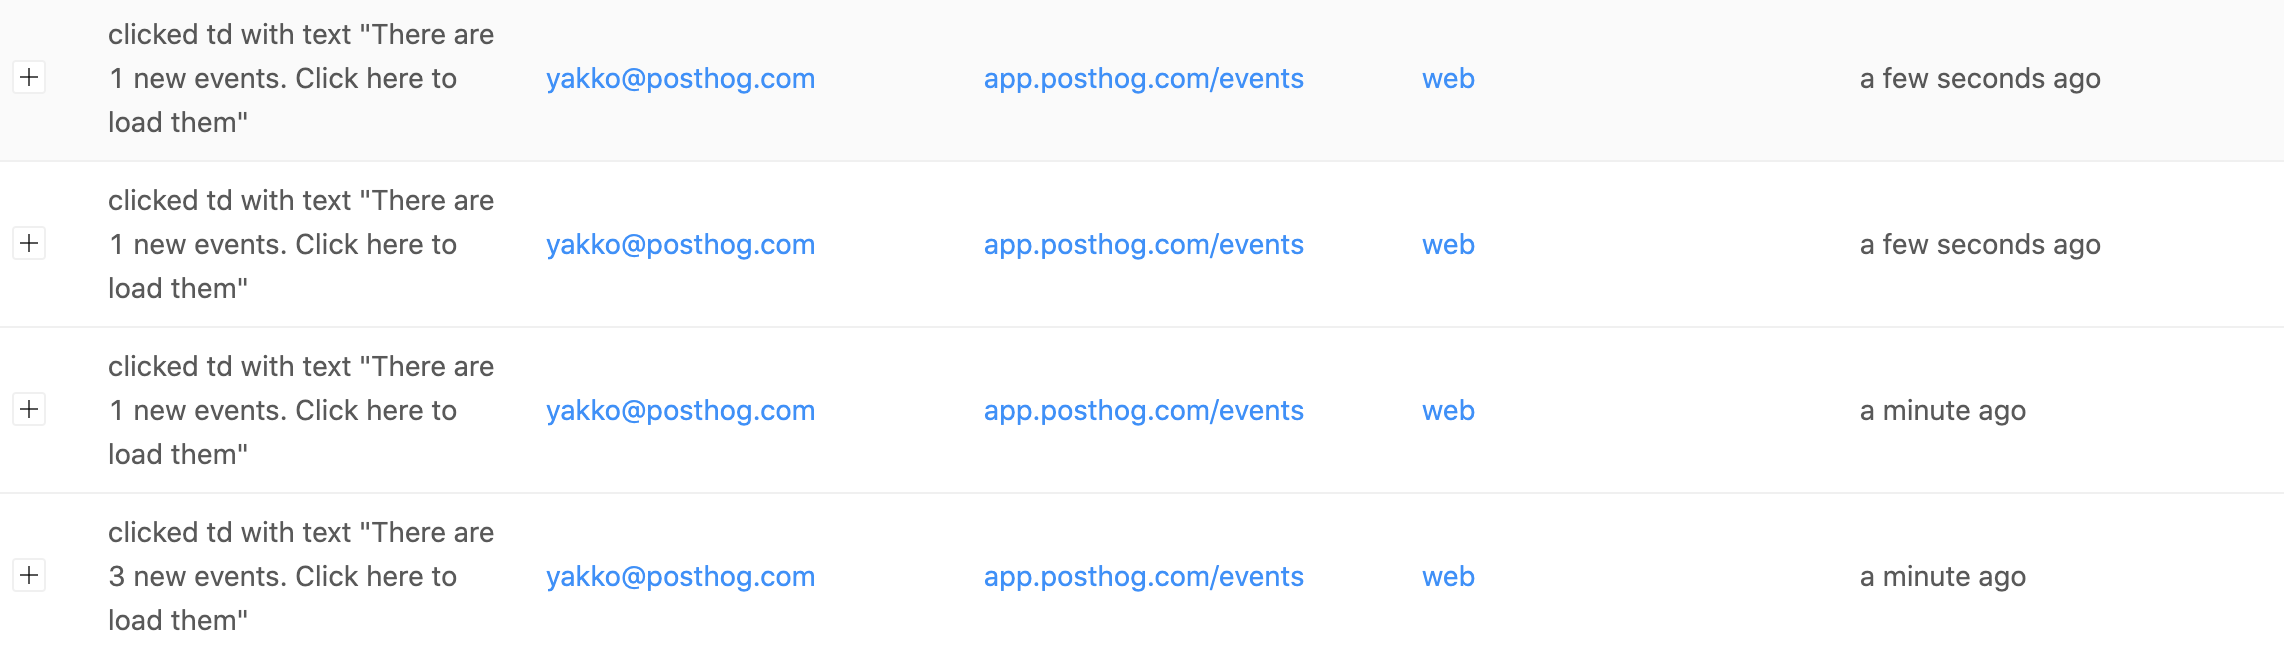 clicked td with text "There are
1 new events. Click here to
load them"
yakko@posthog.com
app.posthog.com/events
web
a few seconds ago
clicked td with text "There are
1 new events. Click here to
load them"
yakko@posthog.com
app.posthog.com/events
web
a few seconds ago
clicked td with text "There are
1 new events. Click here to
load them"
yakko@posthog.com
app.posthog.com/events
web
a minute ago
clicked td with text "There are
3 new events. Click here to
load them"
yakko@posthog.com
app.posthog.com/events
web
a minute ago